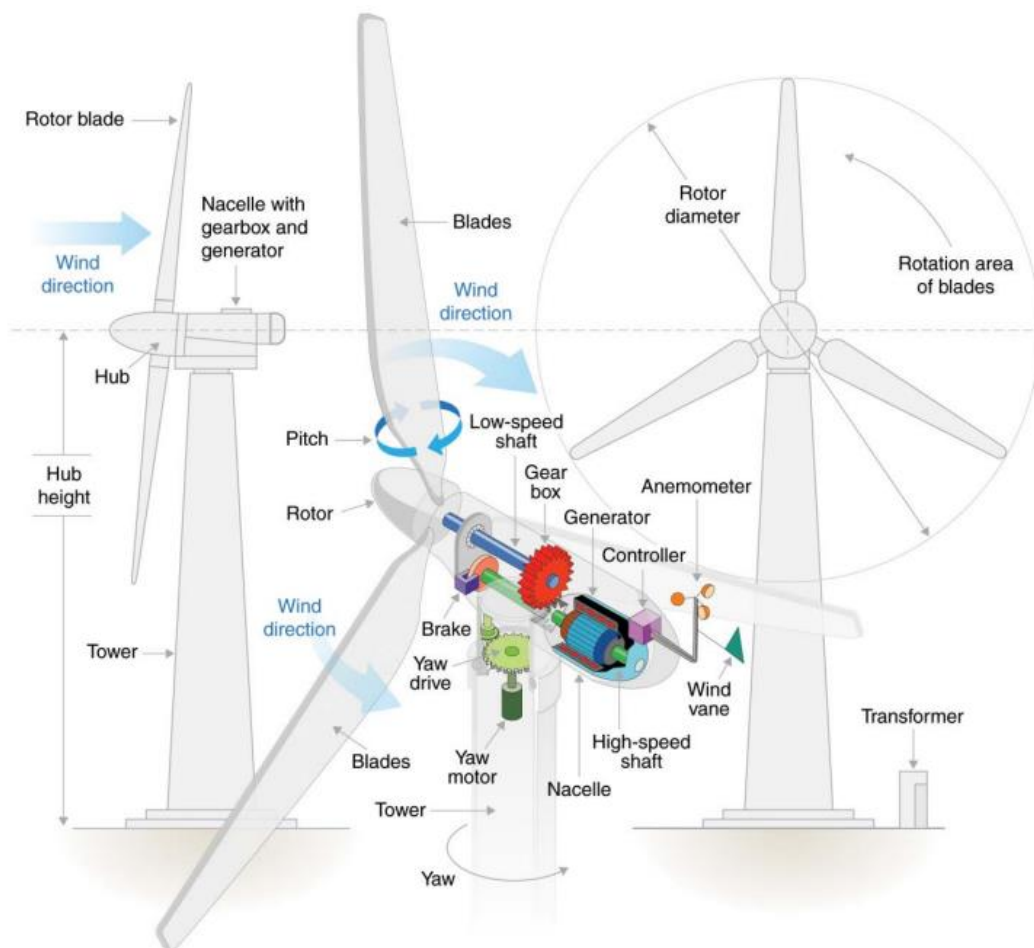 Rotor blade
Nacelle with
gearbox and
generator
Wind
direction
Hub
Hub
height
Tower
Blades
Wind
direction
Pitch
Low-speed
shaft
Rotor
Gear
box
Generator
Controller
Anemometer
Brake
Wind
direction
Yaw
drive
Yaw
motor
Blades
Tower
Yaw
Nacelle
High-speed
shaft
Wind
vane
Rotor
diameter
Rotation area
of blades
Transformer